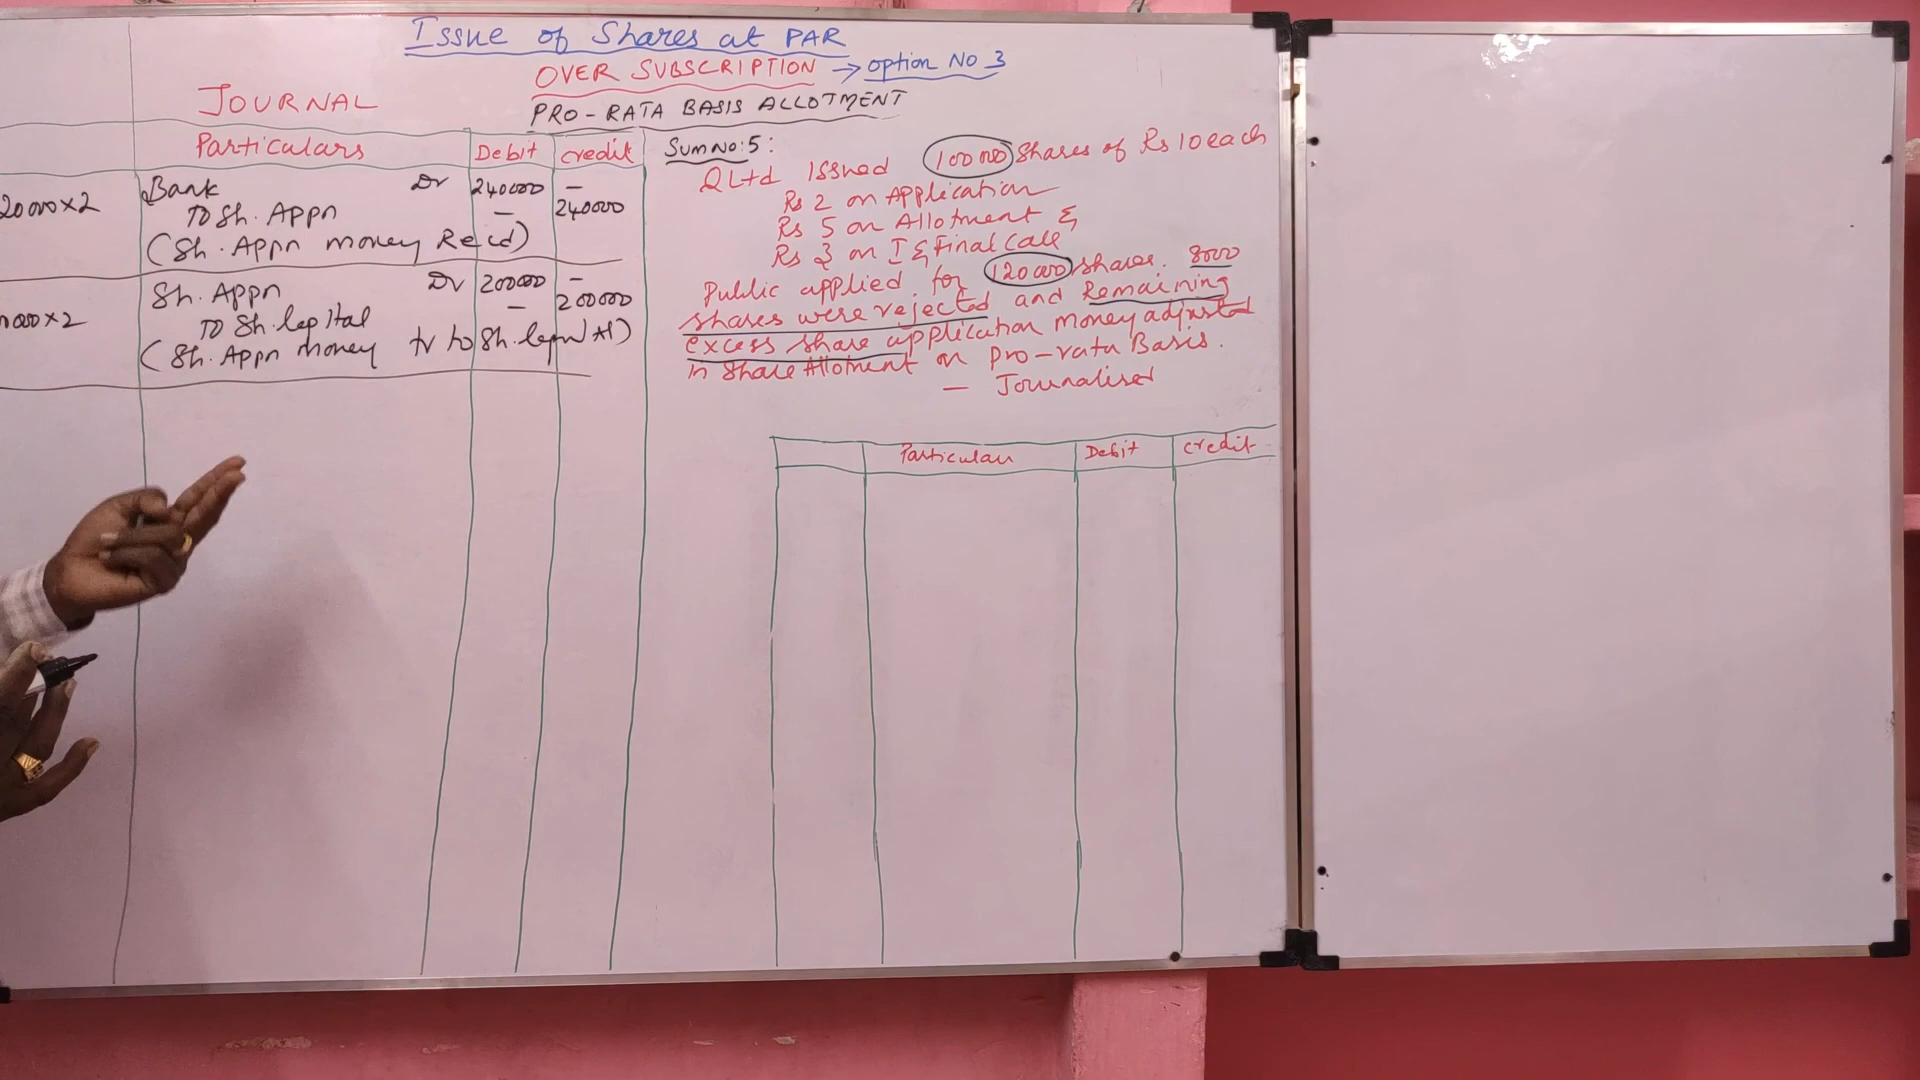 Issue of Shares at PAR
OVER SUBSCRIPTION → option No 3
PRO-RATA BASIS ALLOTMENT
JOURNAL
Particulars Debit credit
20000×2 Bank Dr 240000 –
To Sh. Appn – 240000
(Sh. Appn money Recd)
000×2 Sh. Appn Dr 200000 –
To Sh. Capital – 200000
(Sh. Appn money tr to Sh.
Sum No: 5:
Q Ltd Issued 100000 Shares of Rs 10 each
Rs 2 on Application
Rs 5 on Allotment &
Rs 3 on I & Final Call
Public applied for 120000 shares. 8000
shares were rejected and Remaining
excess share application money adjusted
in Share Allotment on pro-rata Basis.
– Journalised
Particulars Debit credit